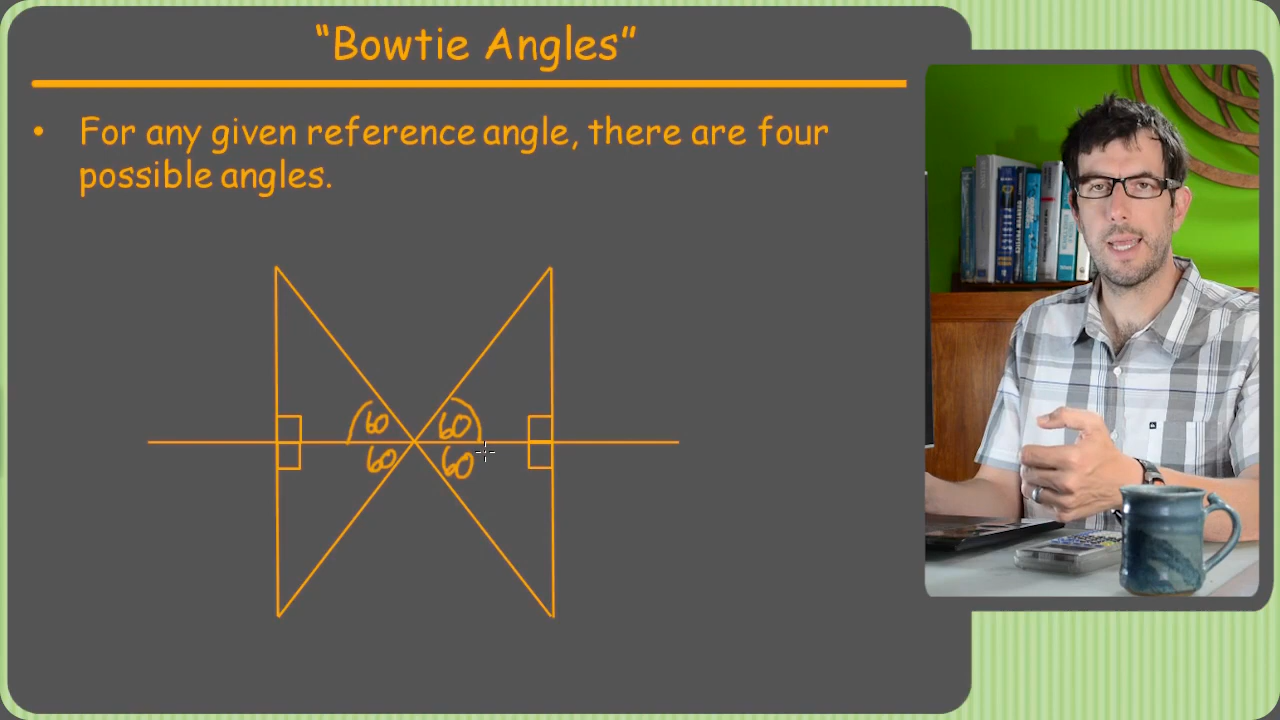 “Bowtie Angles”
• For any given reference angle, there are four
possible angles.
60 60
60 60